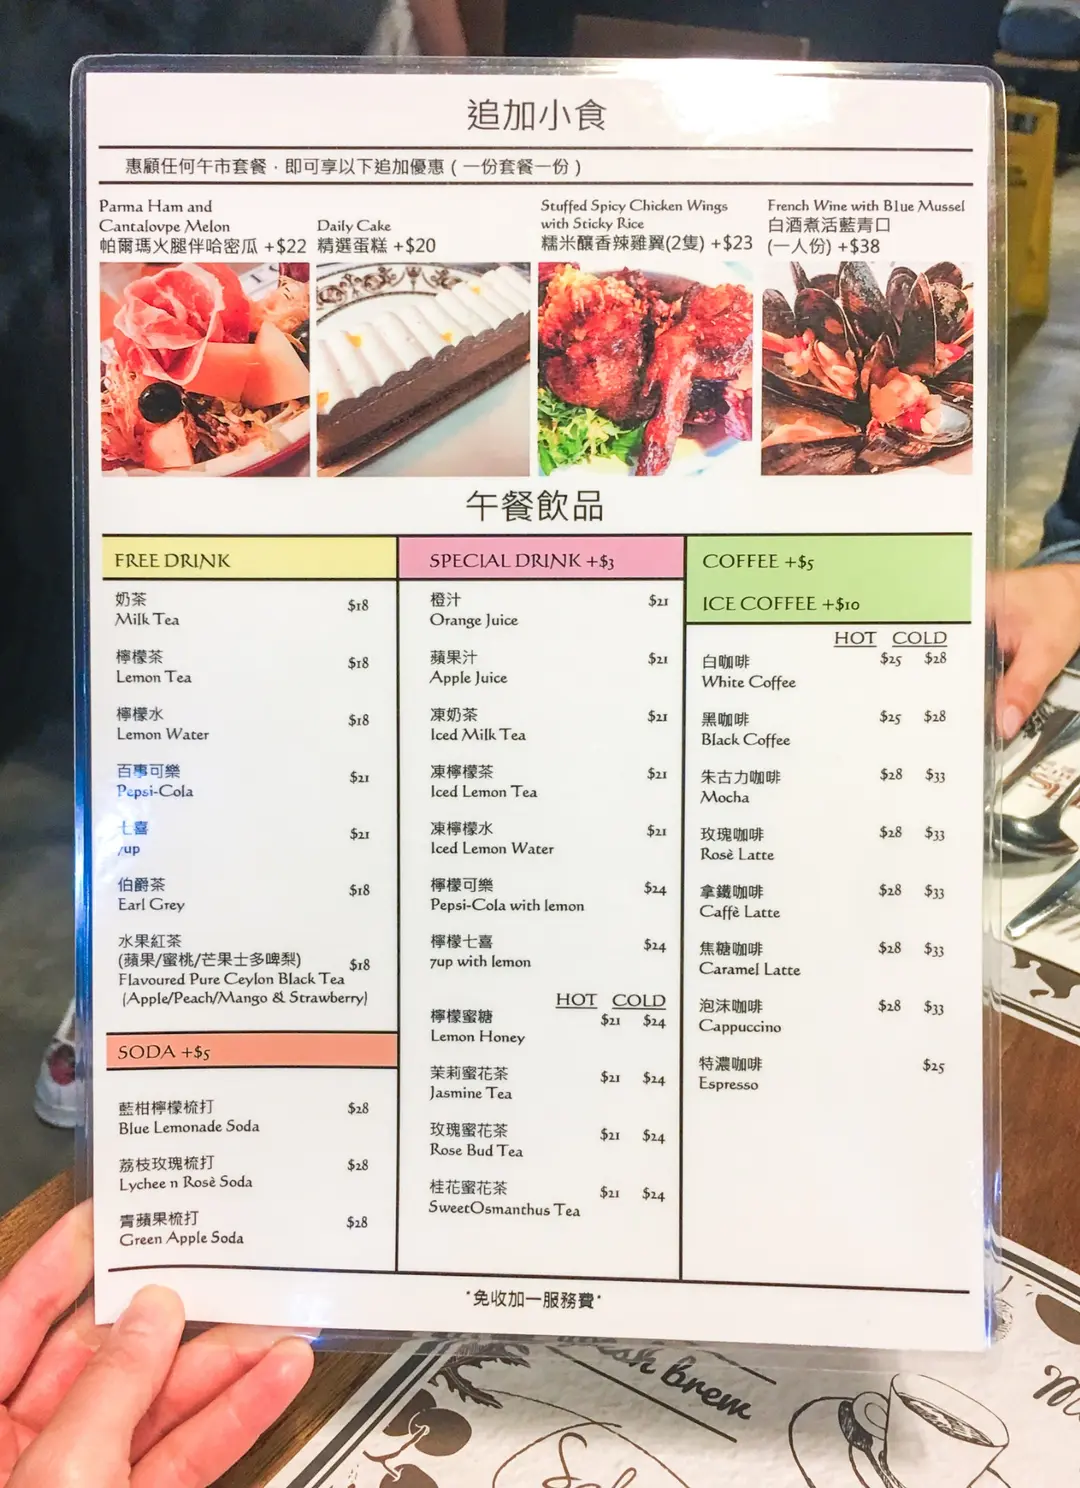 追加小食
惠顧任何午市套餐，即可享以下追加優惠 ( 一份套餐一份 )
Parma Ham and
Cantalovpe Melon
帕爾瑪火腿伴哈密瓜 +$22
Daily Cake
精選蛋糕 +$20
Stuffed Spicy Chicken Wings
with Sticky Rice
糯米釀香辣雞翼(2隻) +$23
French Wine with Blue Mussel
白酒煮活藍青口
(一人份) +$38
午餐飲品
FREE DRINK
奶茶 $18
Milk Tea
檸檬茶 $18
Lemon Tea
檸檬水 $18
Lemon Water
百事可樂 $21
Pepsi-Cola
七喜 $21
7up
伯爵茶 $18
Earl Grey
水果紅茶
(蘋果/蜜桃/芒果士多啤梨) $18
Flavoured Pure Ceylon Black Tea
(Apple/Peach/Mango & Strawberry)
SODA +$5
藍柑檸檬梳打 $28
Blue Lemonade Soda
荔枝玫瑰梳打 $28
Lychee n Rosè Soda
青蘋果梳打 $28
Green Apple Soda
SPECIAL DRINK +$3
橙汁 $21
Orange Juice
蘋果汁 $21
Apple Juice
凍奶茶 $21
Iced Milk Tea
凍檸檬茶 $21
Iced Lemon Tea
凍檸檬水 $21
Iced Lemon Water
檸檬可樂 $24
Pepsi-Cola with lemon
檸檬七喜 $24
7up with lemon
HOT COLD
檸檬蜜糖 $21 $24
Lemon Honey
茉莉蜜花茶 $21 $24
Jasmine Tea
玫瑰蜜花茶 $21 $24
Rose Bud Tea
桂花蜜花茶 $21 $24
SweetOsmanthus Tea
COFFEE +$5
ICE COFFEE +$10
HOT COLD
白咖啡 $25 $28
White Coffee
黑咖啡 $25 $28
Black Coffee
朱古力咖啡 $28 $33
Mocha
玫瑰咖啡 $28 $33
Rosè Latte
拿鐵咖啡 $28 $33
Caffè Latte
焦糖咖啡 $28 $33
Caramel Latte
泡沫咖啡 $28 $33
Cappuccino
特濃咖啡 $25
Espresso
*免收加一服務費*
Brew